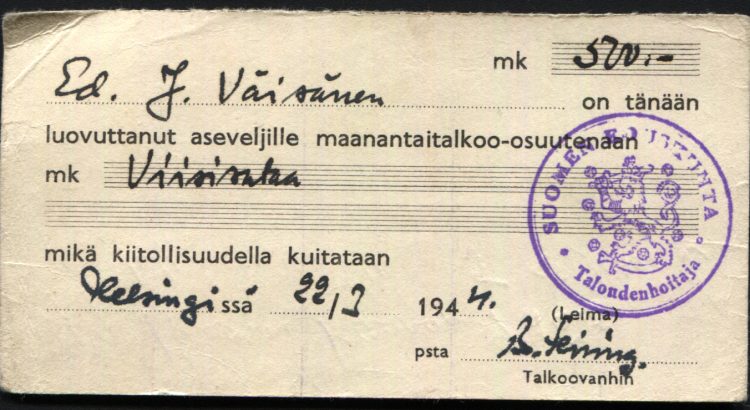 mk 500:-
Ed. J. Väisänen on tänään
luovuttanut aseveljille maanantaitalkoo-osuutenaan
mk Viisisataa
mikä kiitollisuudella kuitataan
Helsingissä 22/3 1944.
(Leima)
psta B.
Talkoovanhin
SUOMEN EDUSKUNTA
Taloudenhoitaja